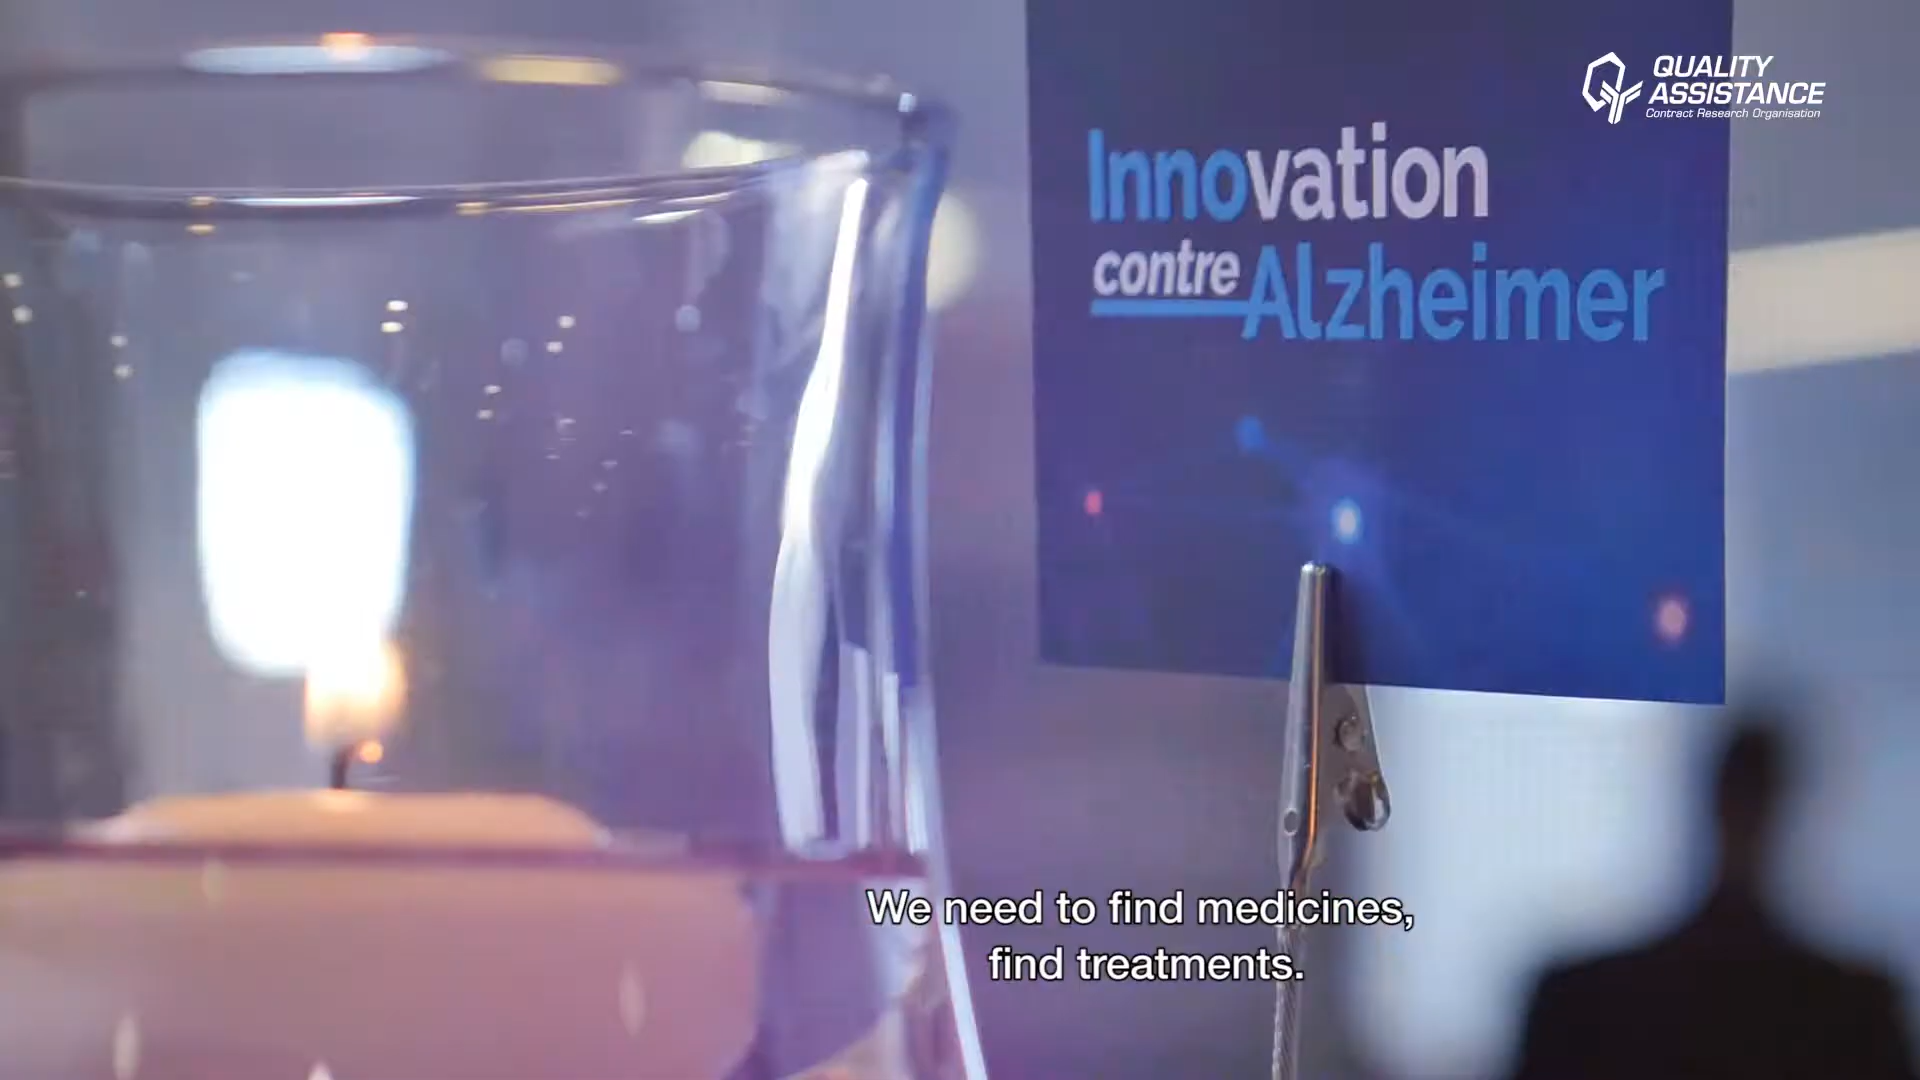 QUALITY
ASSISTANCE
Contract Research Organisation
Innovation
contre Alzheimer
We need to find medicines,
find treatments.